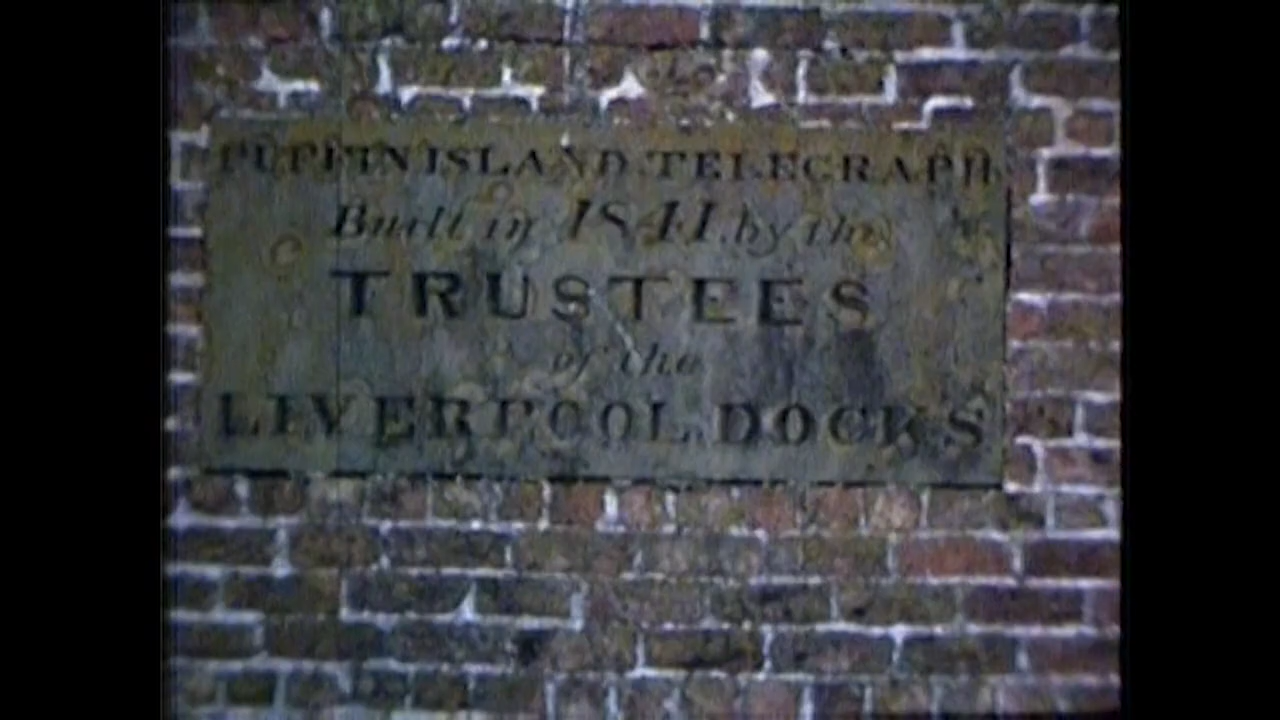 PUFFIN ISLAND TELEGRAPH
Built in 1841 by the
TRUSTEES
of the
LIVERPOOL DOCKS